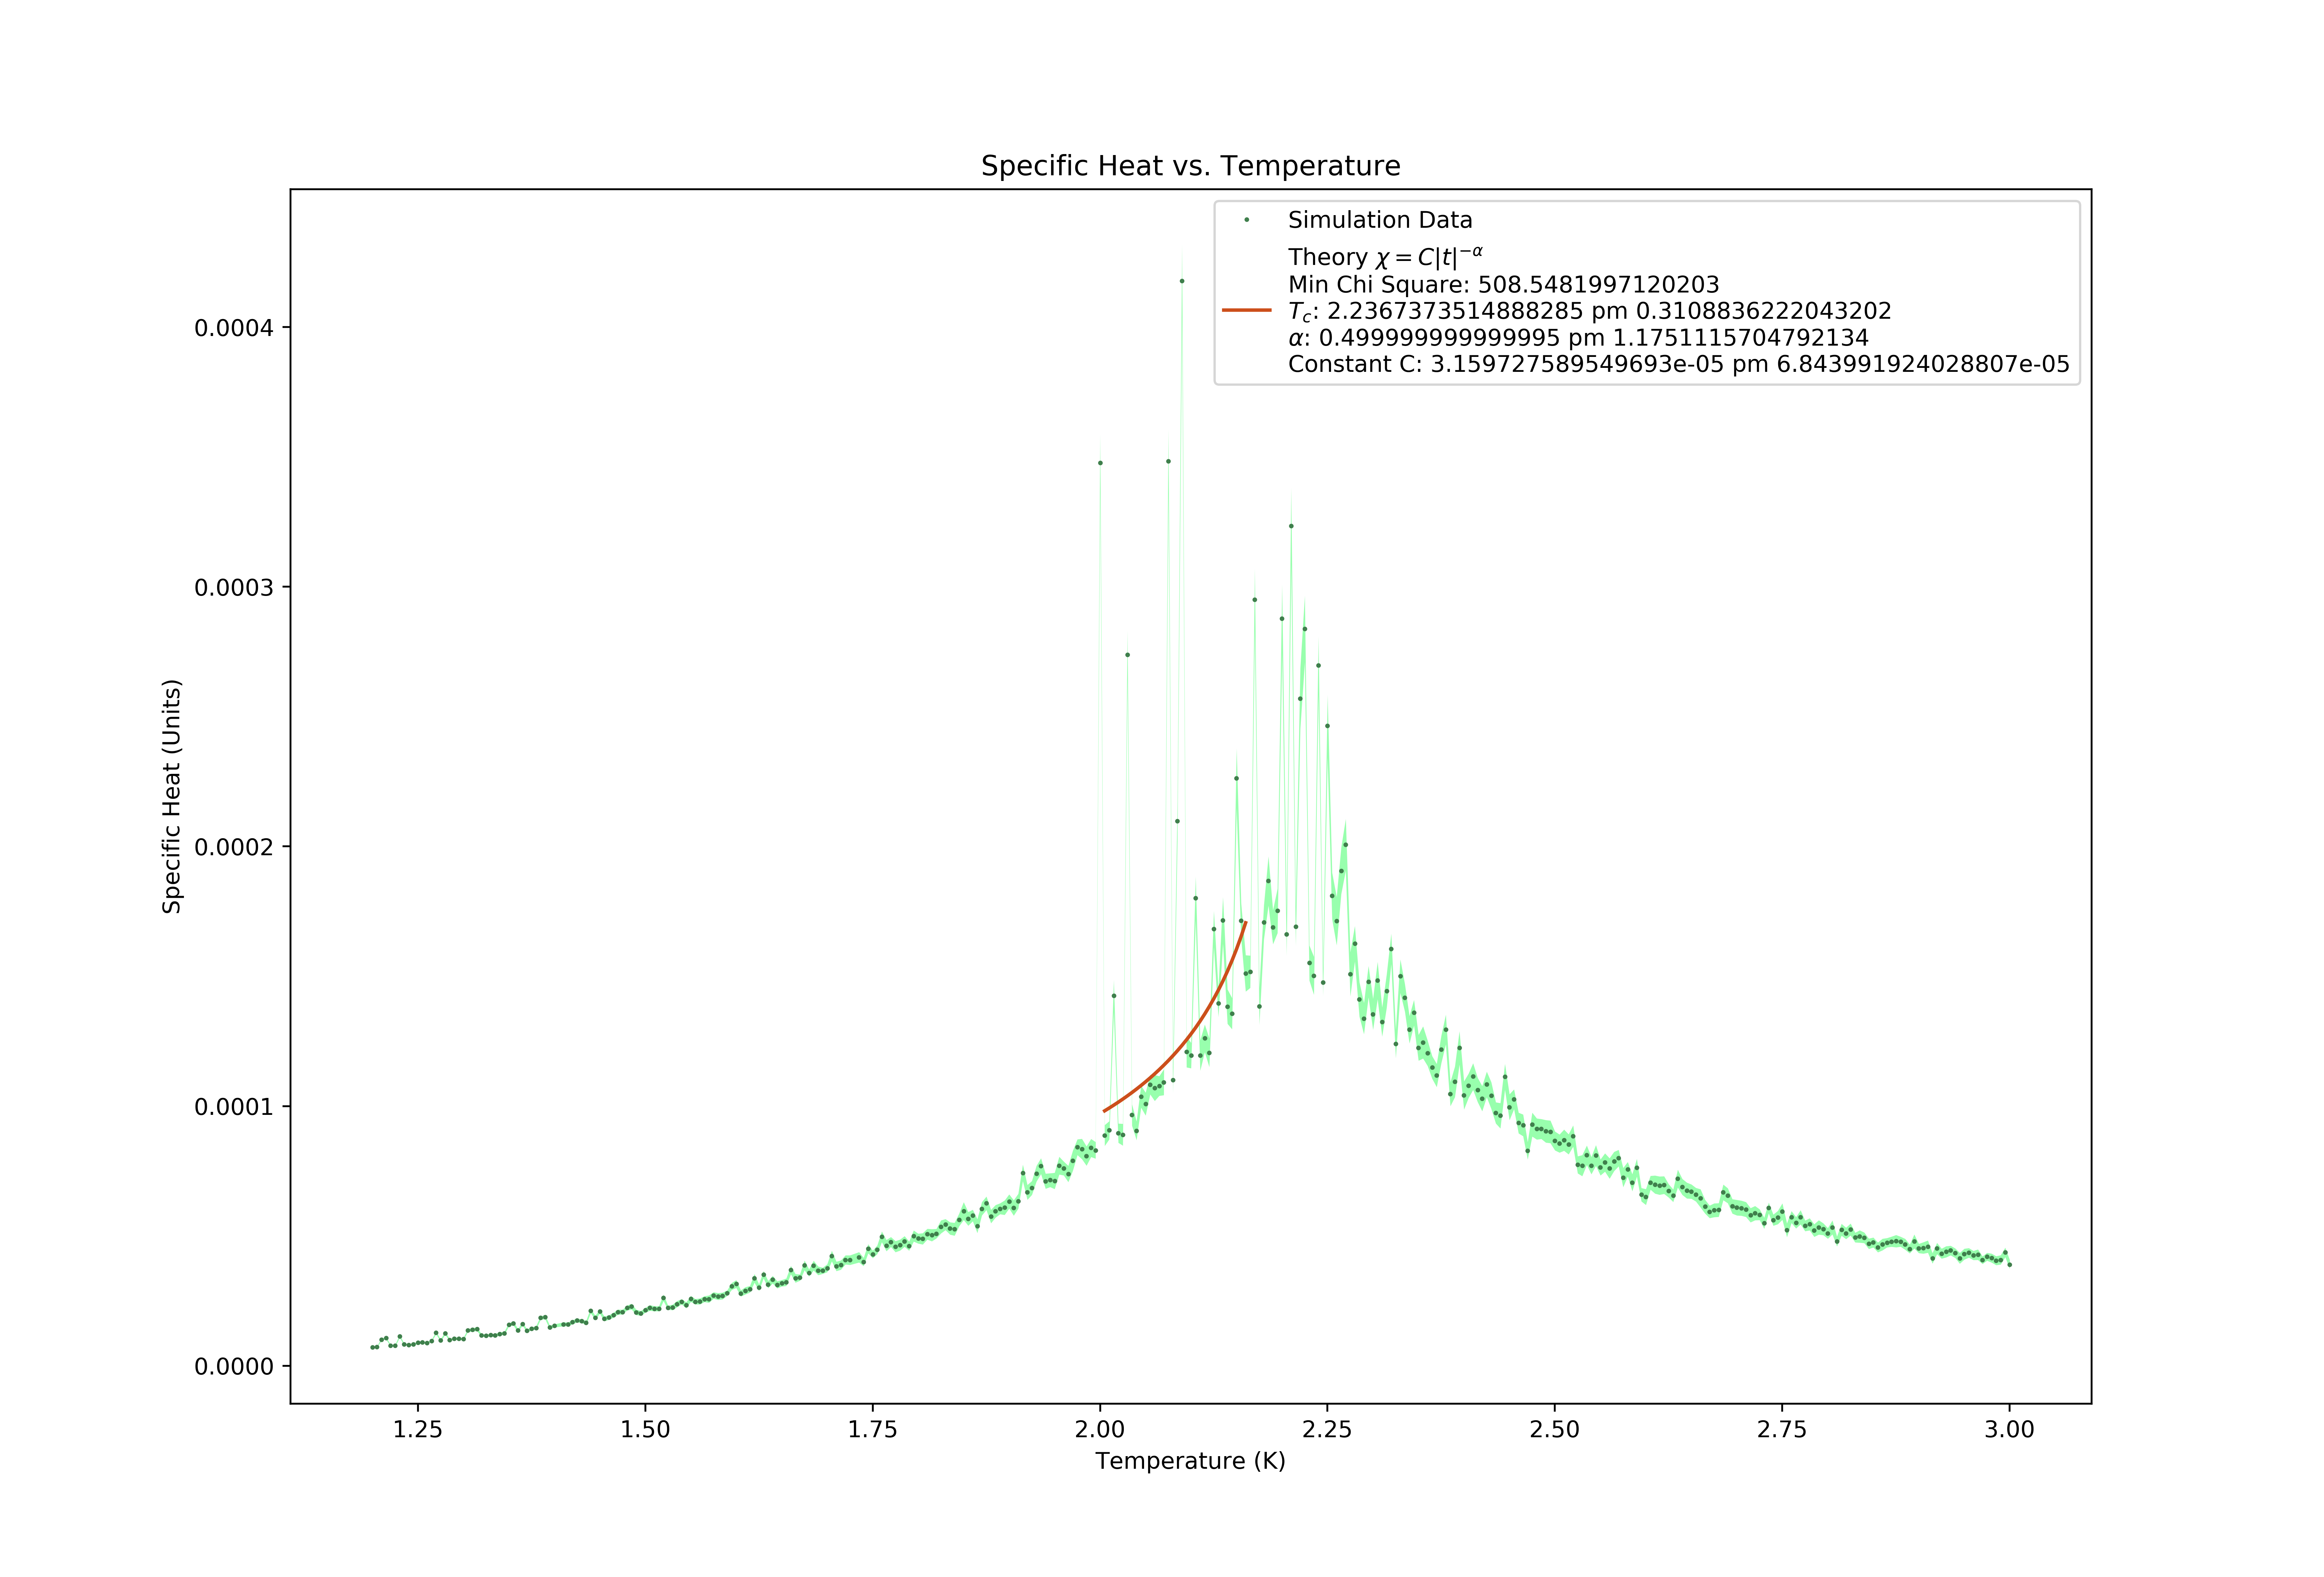 Specific Heat vs. Temperature
Simulation Data
Theory χ = C|t|^{−α}
Min Chi Square: 508.5481997120203
T_c: 2.2367373514888285 pm 0.3108836222043202
α: 0.499999999999995 pm 1.1751115704792134
Constant C: 3.159727589549693e-05 pm 6.843991924028807e-05
0.0004
0.0003
0.0002
0.0001
0.0000
Specific Heat (Units)
1.25 1.50 1.75 2.00 2.25 2.50 2.75 3.00
Temperature (K)